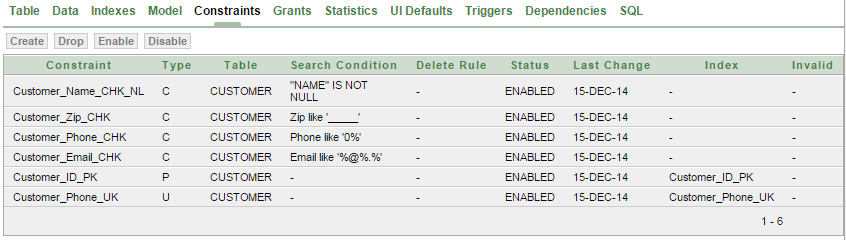 Table Data Indexes Model Constraints Grants Statistics UI Defaults Triggers Dependencies SQL
Create Drop Enable Disable
Constraint Type Table Search Condition Delete Rule Status Last Change Index Invalid
Customer_Name_CHK_NL C CUSTOMER "NAME" IS NOT NULL - ENABLED 15-DEC-14 - -
Customer_Zip_CHK C CUSTOMER Zip like '_____' - ENABLED 15-DEC-14 - -
Customer_Phone_CHK C CUSTOMER Phone like '0%' - ENABLED 15-DEC-14 - -
Customer_Email_CHK C CUSTOMER Email like '%@%.%' - ENABLED 15-DEC-14 - -
Customer_ID_PK P CUSTOMER - - ENABLED 15-DEC-14 Customer_ID_PK -
Customer_Phone_UK U CUSTOMER - - ENABLED 15-DEC-14 Customer_Phone_UK -
1 - 6